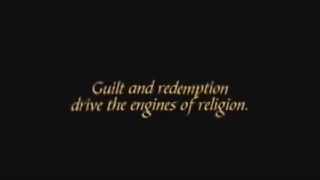 Guilt and redemption
drive the engines of religion.